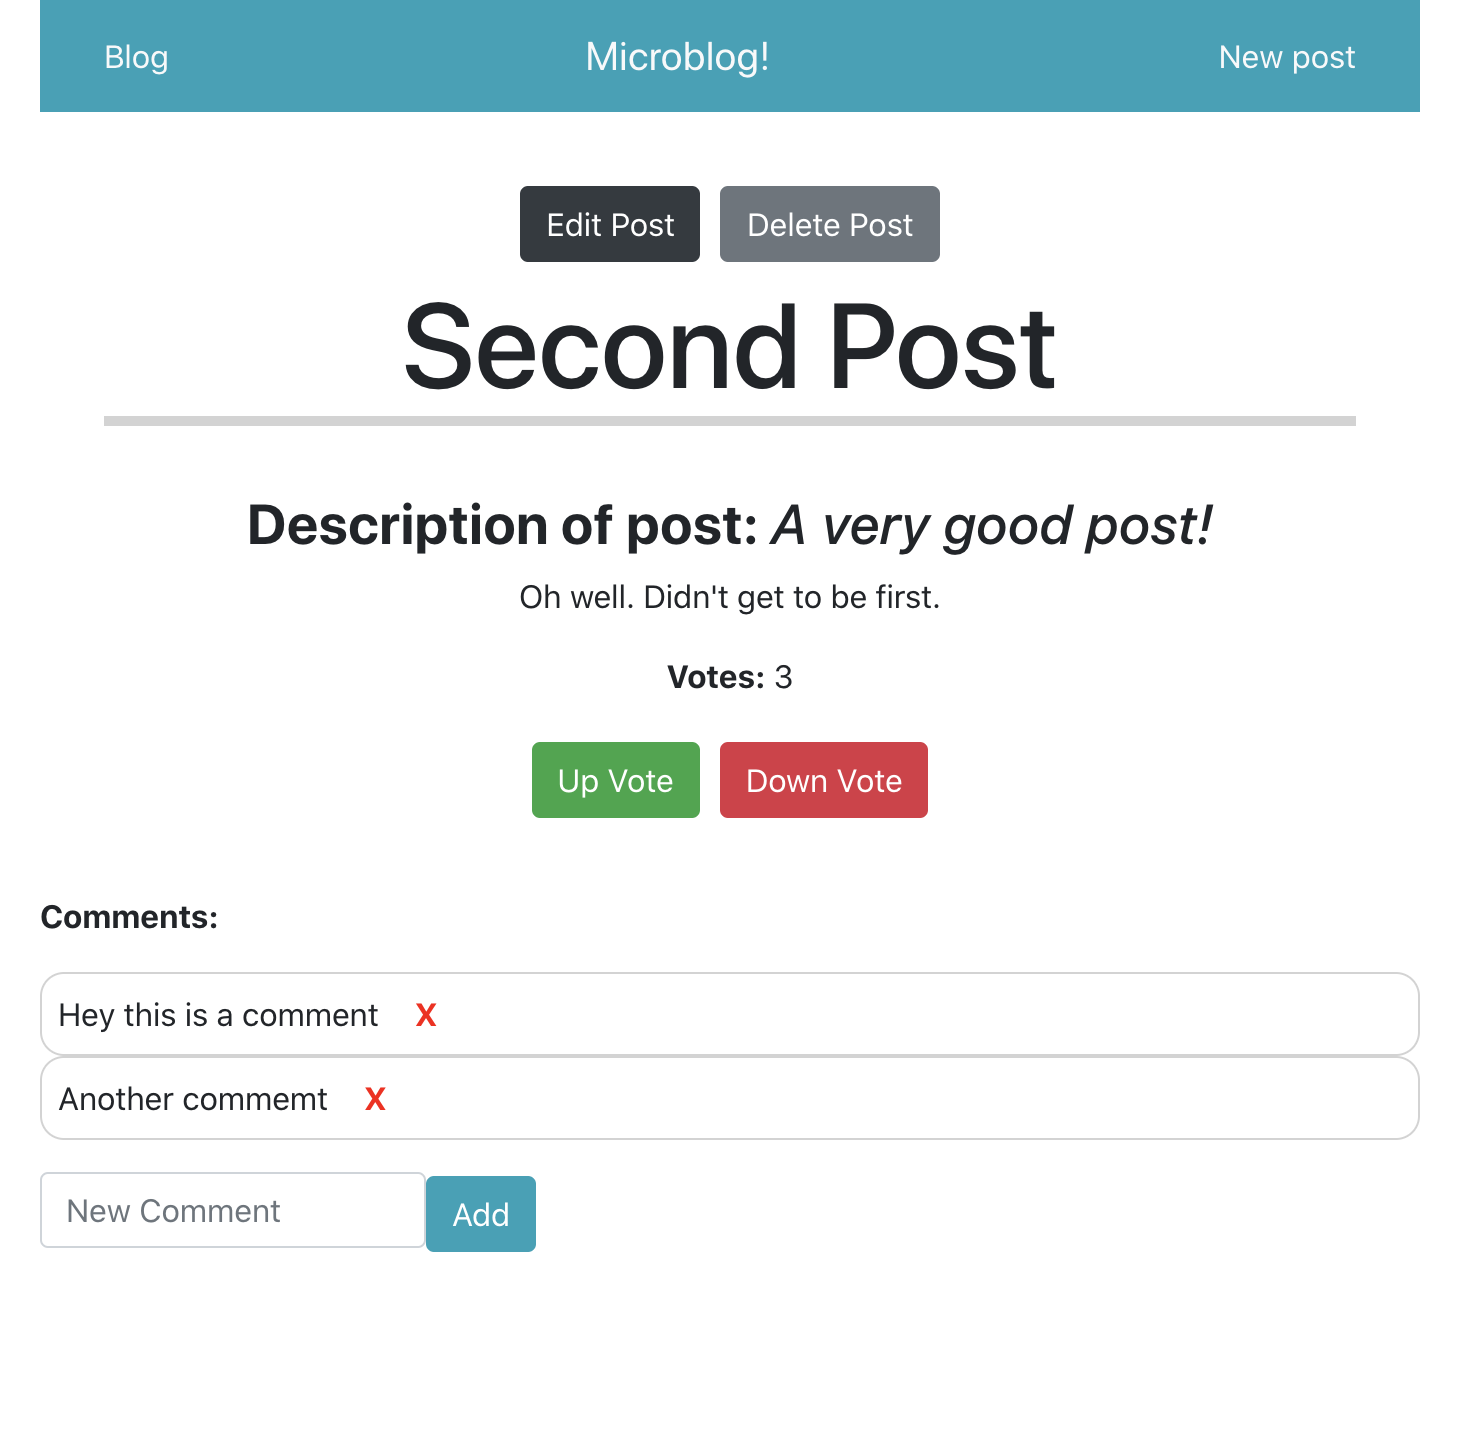 Blog Microblog! New post
Edit Post Delete Post
Second Post
Description of post: A very good post!
Oh well. Didn't get to be first.
Votes: 3
Up Vote Down Vote
Comments:
Hey this is a comment X
Another commemt X
New Comment Add